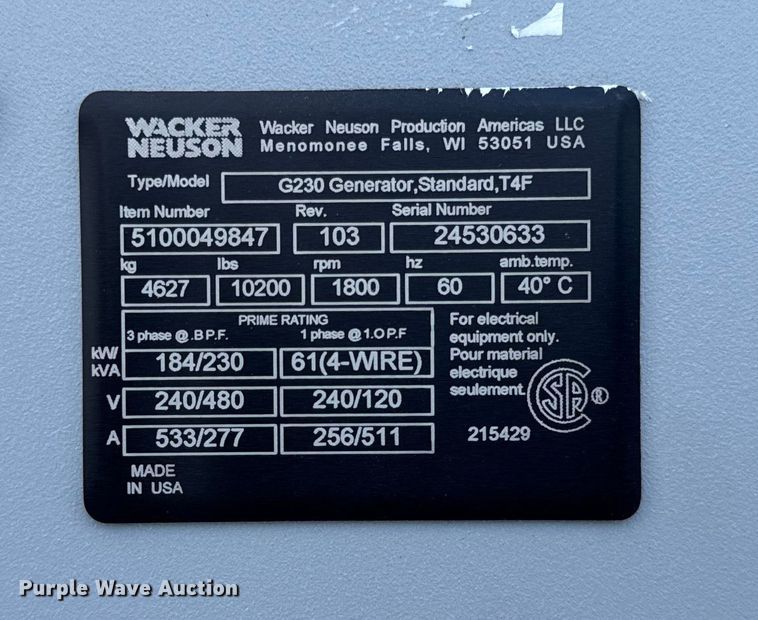 WACKER NEUSON
Wacker Neuson Production Americas LLC
Menomonee Falls, WI 53051 USA
Type/Model G230 Generator,Standard,T4F
Item Number Rev. Serial Number
5100049847 103 24530633
kg lbs rpm hz amb.temp.
4627 10200 1800 60 40° C
PRIME RATING
3 phase @ .8 P.F. 1 phase @ 1.0 P.F
kW/kVA 184/230 61(4-WIRE)
V 240/480 240/120
A 533/277 256/511
For electrical
equipment only.
Pour material
electrique
seulement.
SA ®
215429
MADE
IN USA
Purple Wave Auction